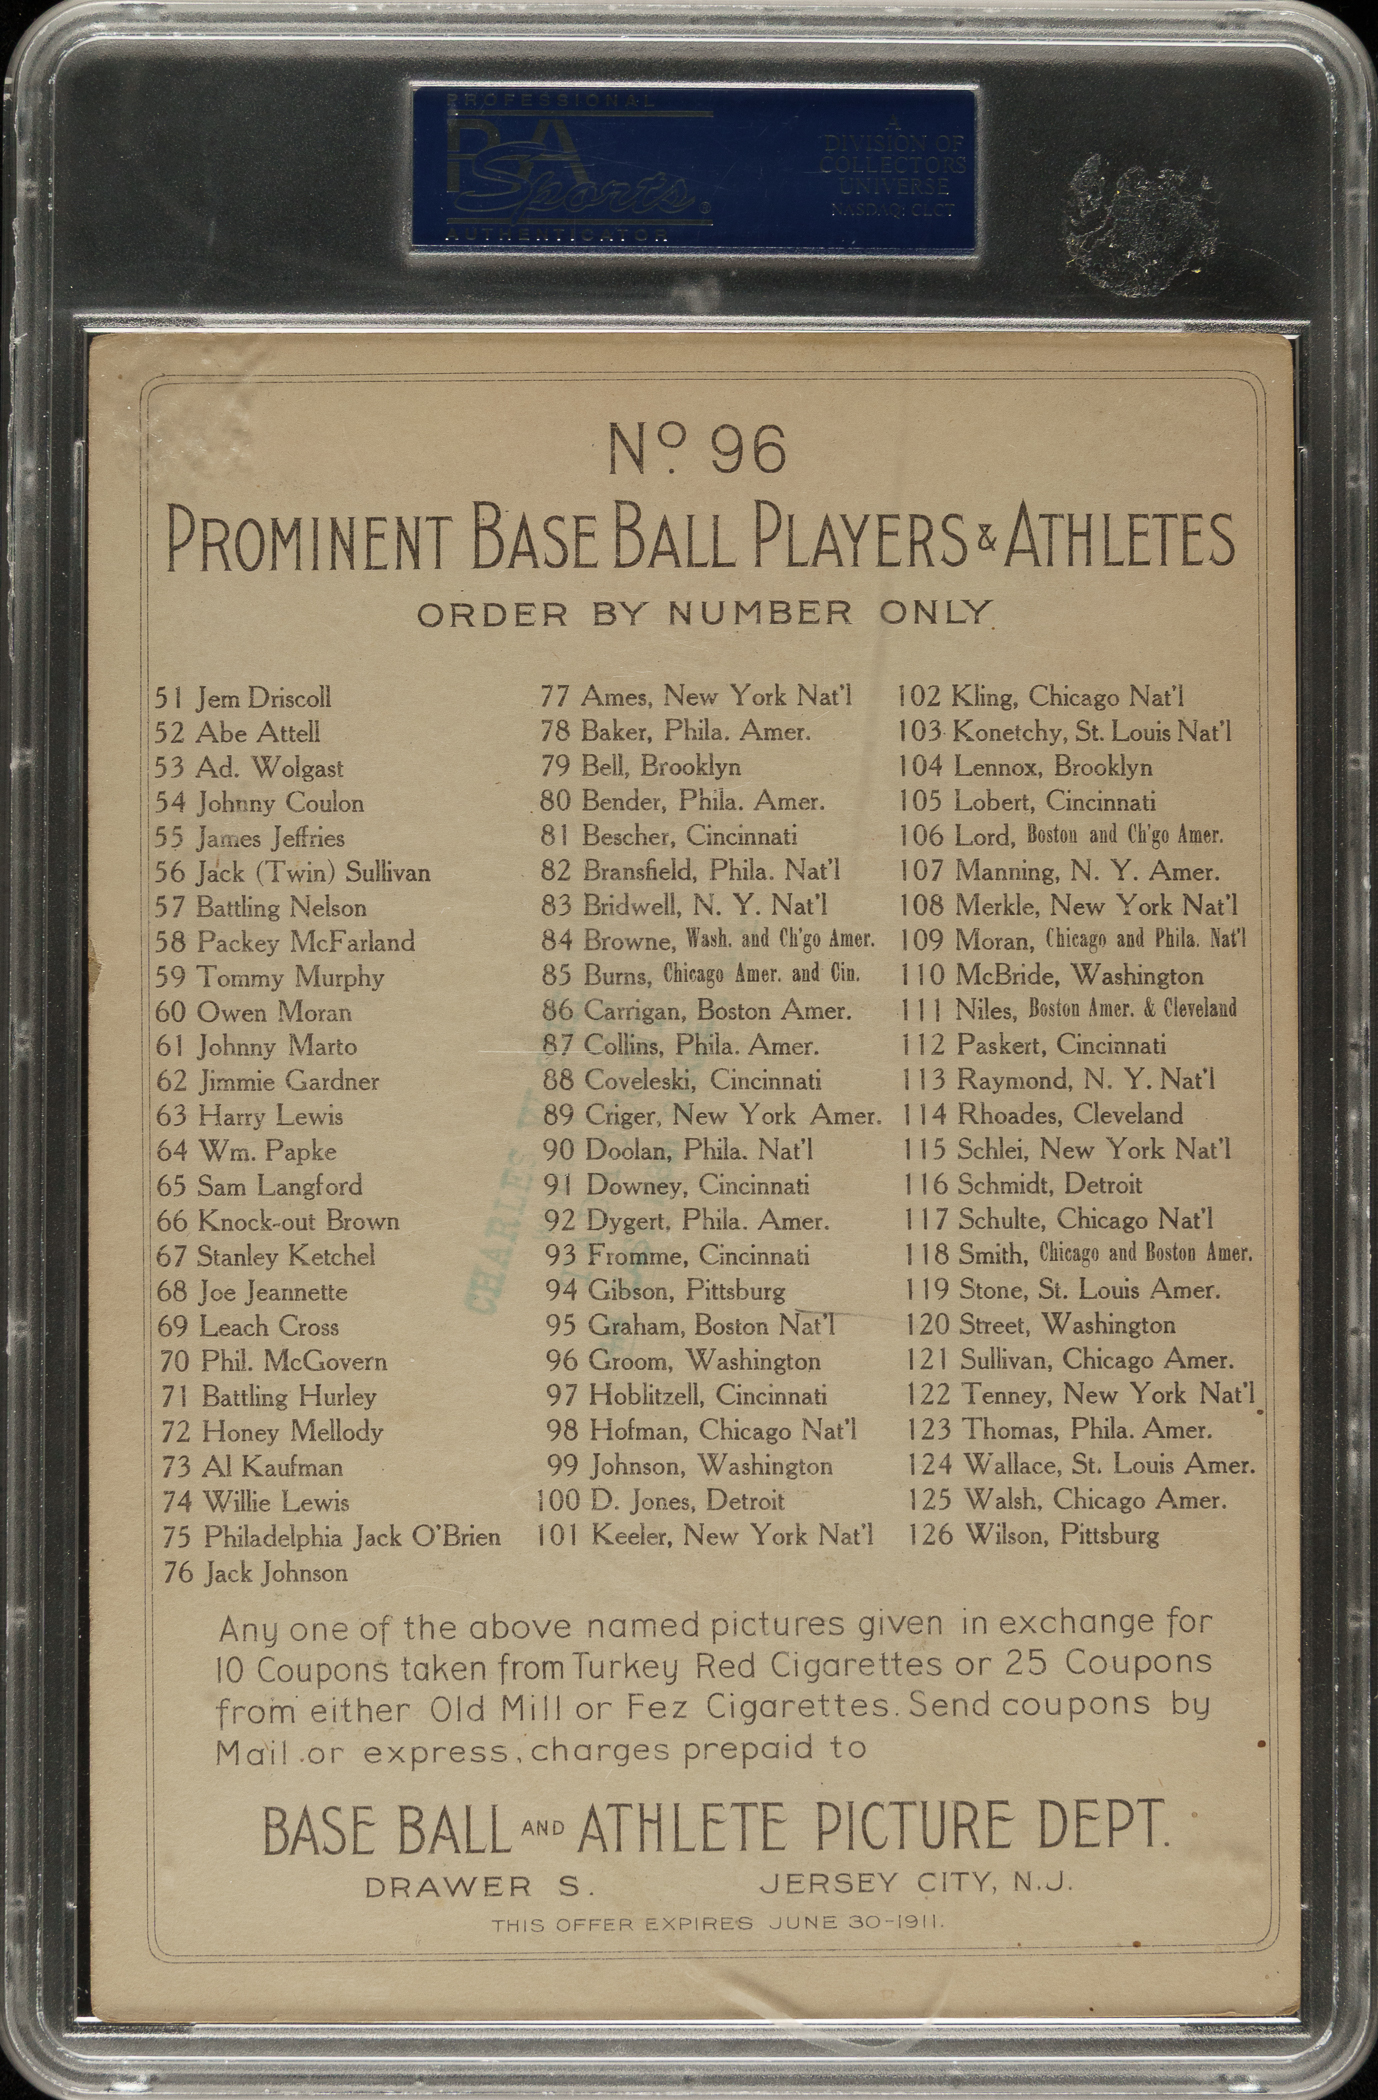 PROFESSIONAL
PSA
Sports®
AUTHENTICATOR
A
DIVISION OF
COLLECTORS
UNIVERSE
NASDAQ: CLCT
Nº. 96
PROMINENT BASE BALL PLAYERS & ATHLETES
ORDER BY NUMBER ONLY
51 Jem Driscoll
52 Abe Attell
53 Ad. Wolgast
54 Johnny Coulon
55 James Jeffries
56 Jack (Twin) Sullivan
57 Battling Nelson
58 Packey McFarland
59 Tommy Murphy
60 Owen Moran
61 Johnny Marto
62 Jimmie Gardner
63 Harry Lewis
64 Wm. Papke
65 Sam Langford
66 Knock-out Brown
67 Stanley Ketchel
68 Joe Jeannette
69 Leach Cross
70 Phil. McGovern
71 Battling Hurley
72 Honey Mellody
73 Al Kaufman
74 Willie Lewis
75 Philadelphia Jack O'Brien
76 Jack Johnson
77 Ames, New York Nat'l
78 Baker, Phila. Amer.
79 Bell, Brooklyn
80 Bender, Phila. Amer.
81 Bescher, Cincinnati
82 Bransfield, Phila. Nat'l
83 Bridwell, N. Y. Nat'l
84 Browne, Wash. and Ch'go Amer.
85 Burns, Chicago Amer. and Cin.
86 Carrigan, Boston Amer.
87 Collins, Phila. Amer.
88 Coveleski, Cincinnati
89 Criger, New York Amer.
90 Doolan, Phila. Nat'l
91 Downey, Cincinnati
92 Dygert, Phila. Amer.
93 Fromme, Cincinnati
94 Gibson, Pittsburg
95 Graham, Boston Nat'l
96 Groom, Washington
97 Hoblitzell, Cincinnati
98 Hofman, Chicago Nat'l
99 Johnson, Washington
100 D. Jones, Detroit
101 Keeler, New York Nat'l
102 Kling, Chicago Nat'l
103 Konetchy, St. Louis Nat'l
104 Lennox, Brooklyn
105 Lobert, Cincinnati
106 Lord, Boston and Ch'go Amer.
107 Manning, N. Y. Amer.
108 Merkle, New York Nat'l
109 Moran, Chicago and Phila. Nat'l
110 McBride, Washington
111 Niles, Boston Amer. & Cleveland
112 Paskert, Cincinnati
113 Raymond, N. Y. Nat'l
114 Rhoades, Cleveland
115 Schlei, New York Nat'l
116 Schmidt, Detroit
117 Schulte, Chicago Nat'l
118 Smith, Chicago and Boston Amer.
119 Stone, St. Louis Amer.
120 Street, Washington
121 Sullivan, Chicago Amer.
122 Tenney, New York Nat'l
123 Thomas, Phila. Amer.
124 Wallace, St. Louis Amer.
125 Walsh, Chicago Amer.
126 Wilson, Pittsburg
CHARLES
Any one of the above named pictures given in exchange for
10 Coupons taken from Turkey Red Cigarettes or 25 Coupons
from either Old Mill or Fez Cigarettes. Send coupons by
Mail or express, charges prepaid to
BASE BALL AND ATHLETE PICTURE DEPT.
DRAWER S. JERSEY CITY, N.J.
THIS OFFER EXPIRES JUNE 30-1911.